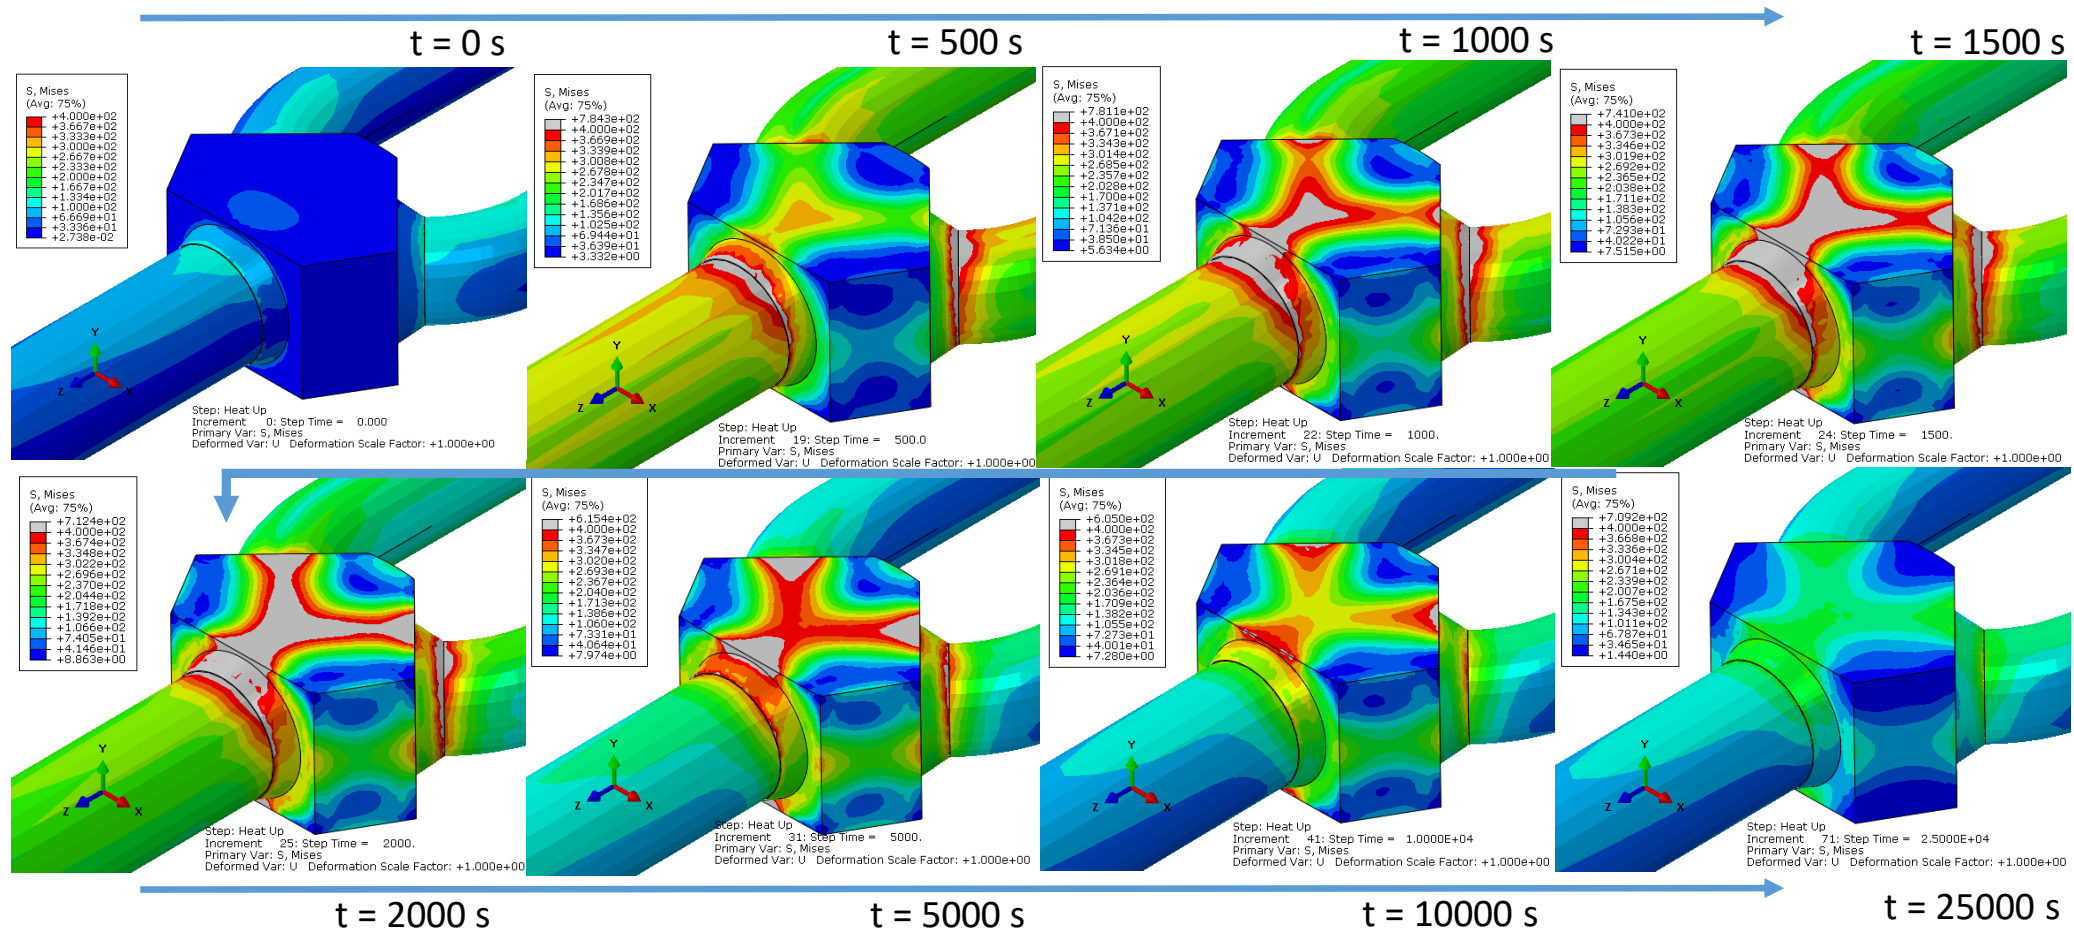 t = 0 s
t = 500 s
t = 1000 s
t = 1500 s
S, Mises
(Avg: 75%)
+4.000e+02
+3.667e+02
+3.333e+02
+3.000e+02
+2.667e+02
+2.333e+02
+2.000e+02
+1.667e+02
+1.334e+02
+1.000e+02
+6.669e+01
+3.336e+01
+2.738e-02
Y
Z
X
Step: Heat Up
Increment 0: Step Time = 0.000
Primary Var: S, Mises
Deformed Var: U Deformation Scale Factor: +1.000e+00
S, Mises
(Avg: 75%)
+7.843e+02
+4.000e+02
+3.669e+02
+3.339e+02
+3.008e+02
+2.678e+02
+2.347e+02
+2.017e+02
+1.686e+02
+1.356e+02
+1.025e+02
+6.944e+01
+3.639e+01
+3.332e+00
Y
Z
X
Step: Heat Up
Increment 19: Step Time = 500.0
Primary Var: S, Mises
Deformed Var: U Deformation Scale Factor: +1.000e+00
S, Mises
(Avg: 75%)
+7.811e+02
+4.000e+02
+3.671e+02
+3.343e+02
+3.014e+02
+2.685e+02
+2.357e+02
+2.028e+02
+1.700e+02
+1.371e+02
+1.042e+02
+7.136e+01
+3.850e+01
+5.634e+00
Y
Z
X
Step: Heat Up
Increment 22: Step Time = 1000.
Primary Var: S, Mises
Deformed Var: U Deformation Scale Factor: +1.000e+00
S, Mises
(Avg: 75%)
+7.410e+02
+4.000e+02
+3.673e+02
+3.346e+02
+3.019e+02
+2.692e+02
+2.365e+02
+2.038e+02
+1.711e+02
+1.383e+02
+1.056e+02
+7.293e+01
+4.022e+01
+7.515e+00
Y
Z
X
Step: Heat Up
Increment 24: Step Time = 1500.
Primary Var: S, Mises
Deformed Var: U Deformation Scale Factor: +1.000e+00
S, Mises
(Avg: 75%)
+7.124e+02
+4.000e+02
+3.674e+02
+3.348e+02
+3.022e+02
+2.696e+02
+2.370e+02
+2.044e+02
+1.718e+02
+1.392e+02
+1.066e+02
+7.405e+01
+4.146e+01
+8.863e+00
Y
Z
X
Step: Heat Up
Increment 25: Step Time = 2000.
Primary Var: S, Mises
Deformed Var: U Deformation Scale Factor: +1.000e+00
S, Mises
(Avg: 75%)
+6.154e+02
+4.000e+02
+3.673e+02
+3.347e+02
+3.020e+02
+2.693e+02
+2.367e+02
+2.040e+02
+1.713e+02
+1.386e+02
+1.060e+02
+7.331e+01
+4.064e+01
+7.974e+00
Y
Z
X
Step: Heat Up
Increment 31: Step Time = 5000.
Primary Var: S, Mises
Deformed Var: U Deformation Scale Factor: +1.000e+00
S, Mises
(Avg: 75%)
+6.050e+02
+4.000e+02
+3.673e+02
+3.345e+02
+3.018e+02
+2.691e+02
+2.364e+02
+2.036e+02
+1.709e+02
+1.382e+02
+1.055e+02
+7.273e+01
+4.001e+01
+7.280e+00
Y
Z
X
Step: Heat Up
Increment 41: Step Time = 1.0000E+04
Primary Var: S, Mises
Deformed Var: U Deformation Scale Factor: +1.000e+00
S, Mises
(Avg: 75%)
+7.092e+02
+4.000e+02
+3.668e+02
+3.336e+02
+3.004e+02
+2.671e+02
+2.339e+02
+2.007e+02
+1.675e+02
+1.343e+02
+1.011e+02
+6.787e+01
+3.465e+01
+1.440e+00
Y
Z
X
Step: Heat Up
Increment 71: Step Time = 2.5000E+04
Primary Var: S, Mises
Deformed Var: U Deformation Scale Factor: +1.000e+00
t = 2000 s
t = 5000 s
t = 10000 s
t = 25000 s